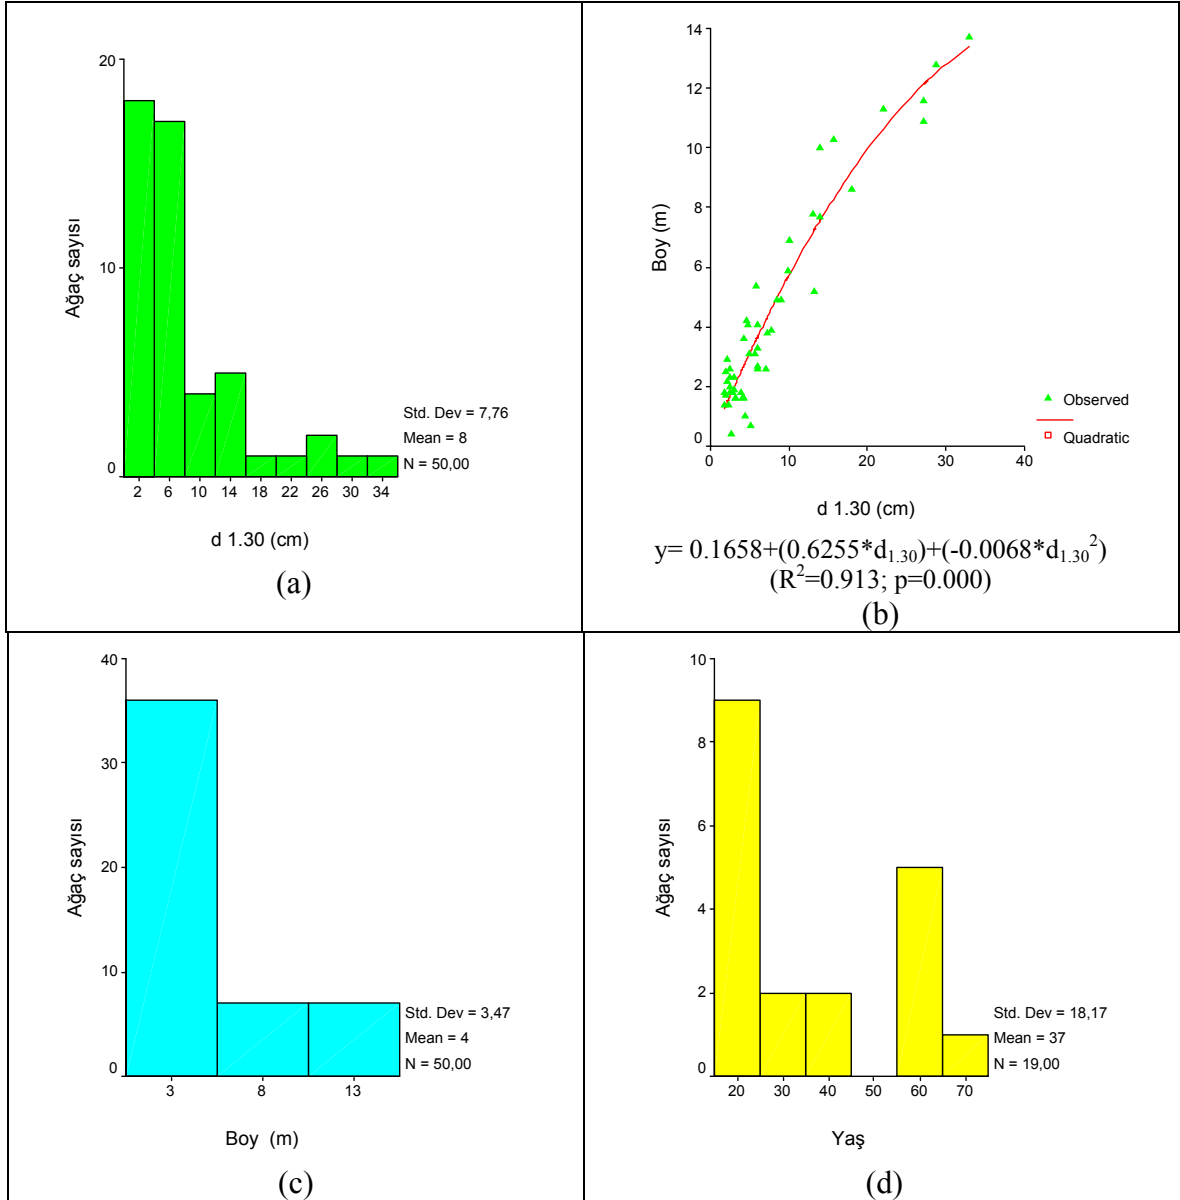 20
10
0
Ağaç sayısı
2 6 10 14 18 22 26 30 34
d 1.30 (cm)
Std. Dev = 7,76
Mean = 8
N = 50,00
(a)
14
12
10
8
6
4
2
0
Boy (m)
0 10 20 30 40
d 1.30 (cm)
Observed
Quadratic
y= 0.1658+(0.6255*d1.30)+(-0.0068*d1.30²)
(R²=0.913; p=0.000)
(b)
40
30
20
10
0
Ağaç sayısı
3 8 13
Boy (m)
Std. Dev = 3,47
Mean = 4
N = 50,00
(c)
10
8
6
4
2
0
Ağaç sayısı
20 30 40 50 60 70
Yaş
Std. Dev = 18,17
Mean = 37
N = 19,00
(d)